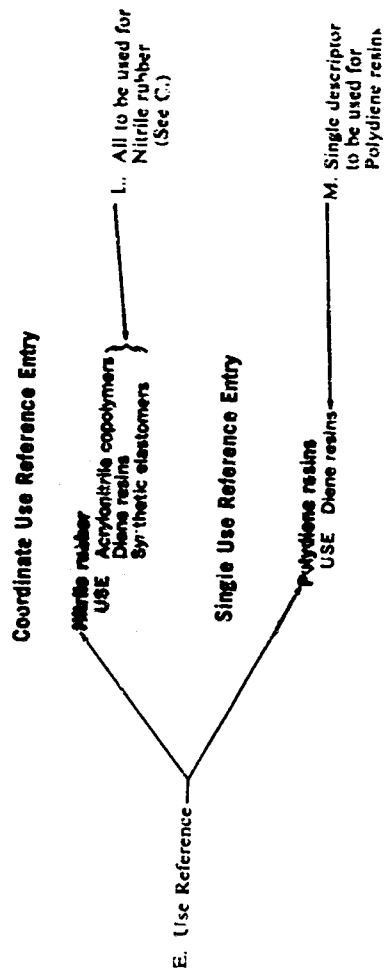 Coordinate Use Reference Entry
Nitrile rubber
USE Acrylonitrile copolymers
Diene resins
Synthetic elastomers
L. All to be used for
Nitrile rubber
(See C.)
E. Use Reference
Single Use Reference Entry
Polydiene resins
USE Diene resins
M. Single descriptor
to be used for
Polydiene resins